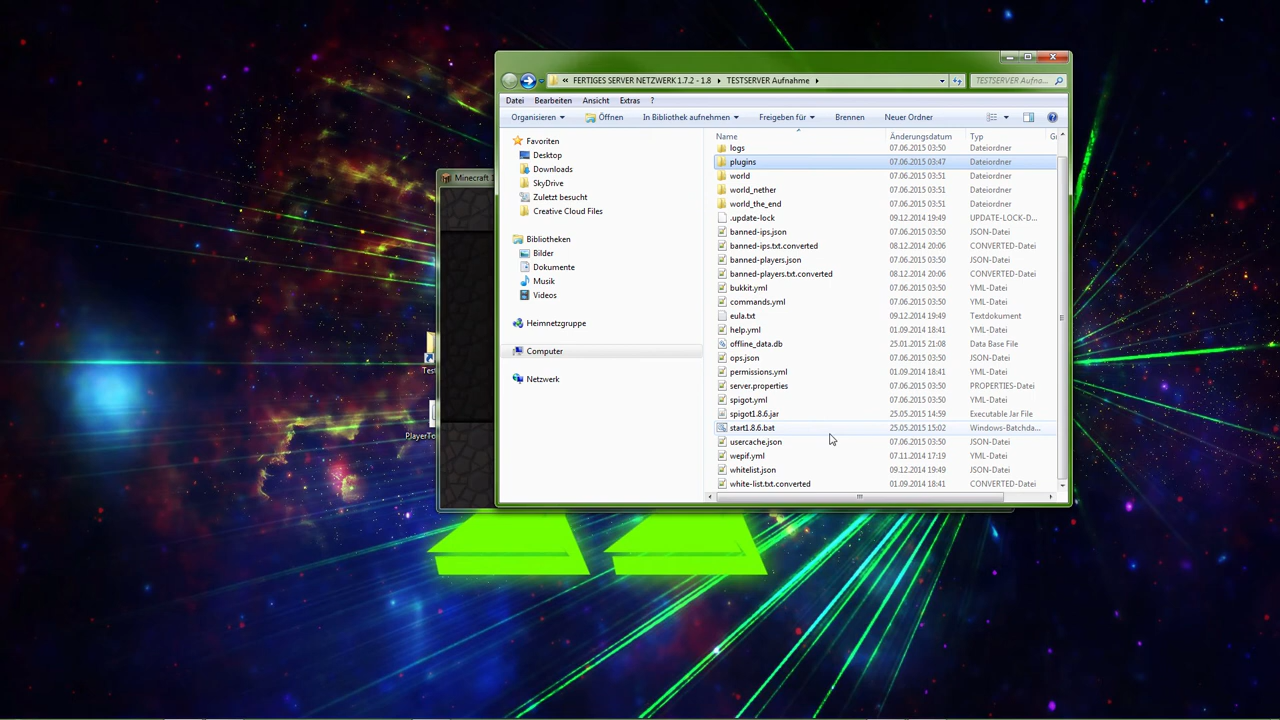 « FERTIGES SERVER NETZWERK 1.7.2 - 1.8 ▸ TESTSERVER Aufnahme ▸
TESTSERVER Aufna...
Datei Bearbeiten Ansicht Extras ?
Organisieren Öffnen In Bibliothek aufnehmen Freigeben für Brennen Neuer Ordner
Favoriten
Desktop
Downloads
SkyDrive
Zuletzt besucht
Creative Cloud Files
Bibliotheken
Bilder
Dokumente
Musik
Videos
Heimnetzgruppe
Computer
Netzwerk
Name Änderungsdatum Typ
logs 07.06.2015 03:50 Dateiordner
plugins 07.06.2015 03:47 Dateiordner
world 07.06.2015 03:51 Dateiordner
world_nether 07.06.2015 03:51 Dateiordner
world_the_end 07.06.2015 03:51 Dateiordner
.update-lock 09.12.2014 19:49 UPDATE-LOCK-D...
banned-ips.json 07.06.2015 03:50 JSON-Datei
banned-ips.txt.converted 08.12.2014 20:06 CONVERTED-Datei
banned-players.json 07.06.2015 03:50 JSON-Datei
banned-players.txt.converted 08.12.2014 20:06 CONVERTED-Datei
bukkit.yml 07.06.2015 03:50 YML-Datei
commands.yml 07.06.2015 03:50 YML-Datei
eula.txt 09.12.2014 19:49 Textdokument
help.yml 01.09.2014 18:41 YML-Datei
offline_data.db 25.01.2015 21:08 Data Base File
ops.json 07.06.2015 03:50 JSON-Datei
permissions.yml 01.09.2014 18:41 YML-Datei
server.properties 07.06.2015 03:50 PROPERTIES-Datei
spigot.yml 07.06.2015 03:50 YML-Datei
spigot1.8.6.jar 25.05.2015 14:59 Executable Jar File
start1.8.6.bat 25.05.2015 15:02 Windows-Batchda...
usercache.json 07.06.2015 03:50 JSON-Datei
wepif.yml 07.11.2014 17:19 YML-Datei
whitelist.json 09.12.2014 19:49 JSON-Datei
white-list.txt.converted 01.09.2014 18:41 CONVERTED-Datei
Minecraft 1